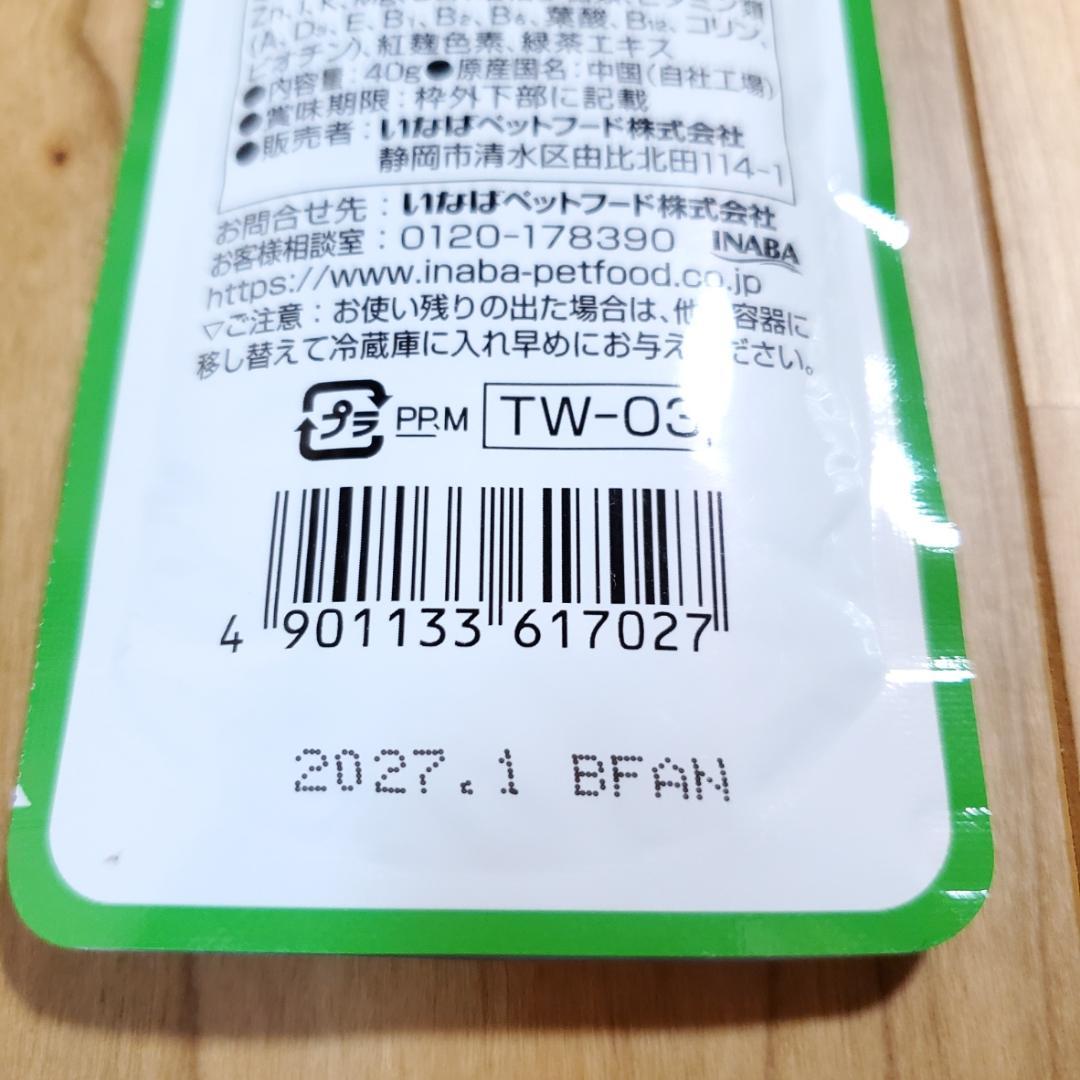 (A、D₃、E、B₁、B₂、B₆、葉酸、B₁₂、コリン、
ビオチン)、紅麹色素、緑茶エキス
●内容量：40g●原産国名：中国(自社工場)
●賞味期限：枠外下部に記載
●販売者：いなばペットフード株式会社
静岡市清水区由比北田114-1
お問合せ先：いなばペットフード株式会社
お客様相談室：0120-178390 INABA
https://www.inaba-petfood.co.jp
▽ご注意：お使い残りの出た場合は、他 容器に
移し替えて冷蔵庫に入れ早めにお与え ださい。
プラ PP、M TW-03
4 901133 617027
2027.1 BFAN